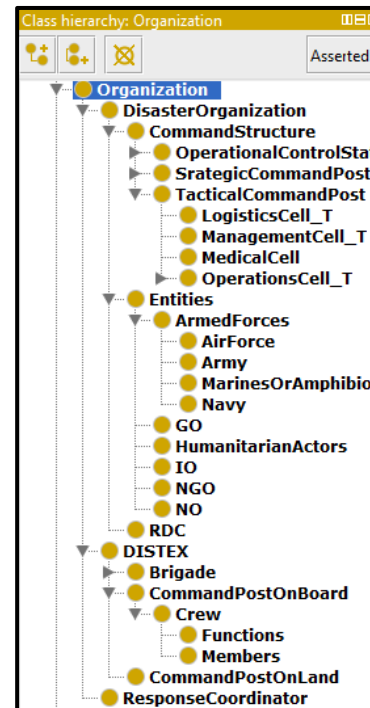 Class hierarchy: Organization
Asserted
Organization
DisasterOrganization
CommandStructure
OperationalControlStat
SrategicCommandPost
TacticalCommandPost
LogisticsCell_T
ManagementCell_T
MedicalCell
OperationsCell_T
Entities
ArmedForces
AirForce
Army
MarinesOrAmphibio
Navy
GO
HumanitarianActors
IO
NGO
NO
RDC
DISTEX
Brigade
CommandPostOnBoard
Crew
Functions
Members
CommandPostOnLand
ResponseCoordinator